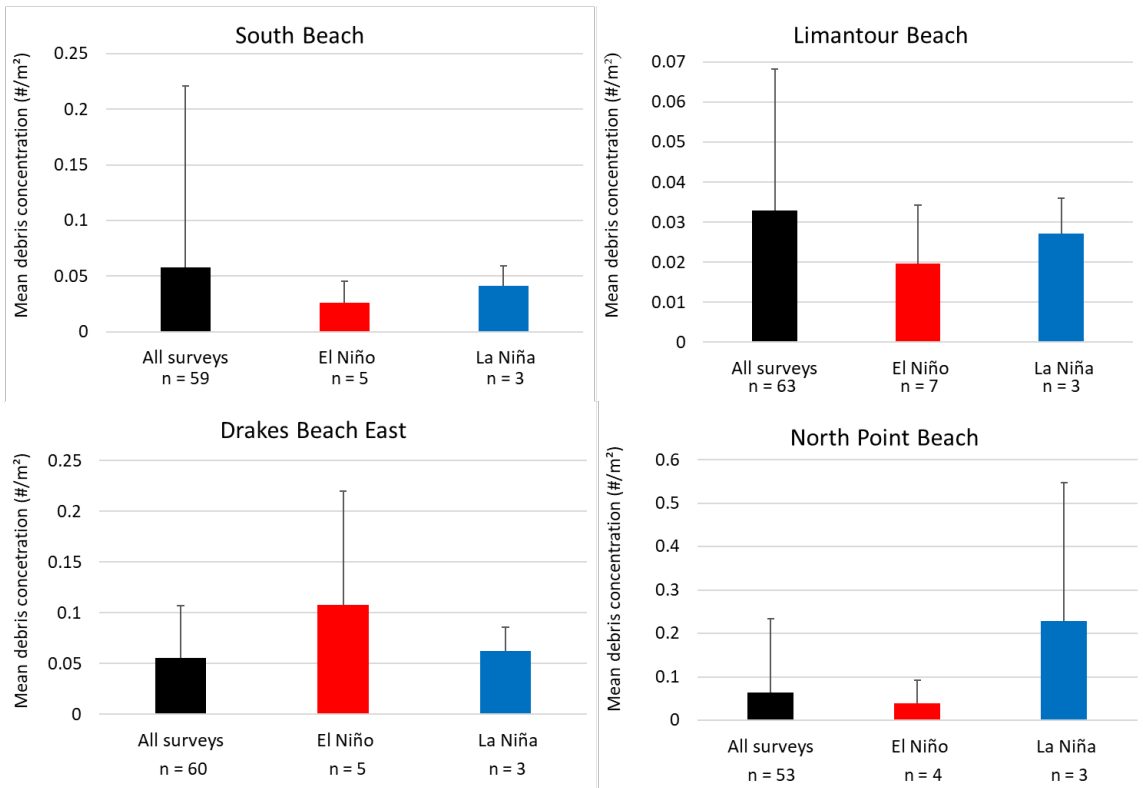 South Beach
Mean debris concentration (#/m²)
0.25
0.2
0.15
0.1
0.05
0
All surveys
n = 59
El Niño
n = 5
La Niña
n = 3
Limantour Beach
Mean debris concentration (#/m²)
0.07
0.06
0.05
0.04
0.03
0.02
0.01
0
All surveys
n = 63
El Niño
n = 7
La Niña
n = 3
Drakes Beach East
Mean debris concetration (#/m²)
0.25
0.2
0.15
0.1
0.05
0
All surveys
n = 60
El Niño
n = 5
La Niña
n = 3
North Point Beach
Mean debris concentration (#/m²)
0.6
0.5
0.4
0.3
0.2
0.1
0
All surveys
n = 53
El Niño
n = 4
La Niña
n = 3